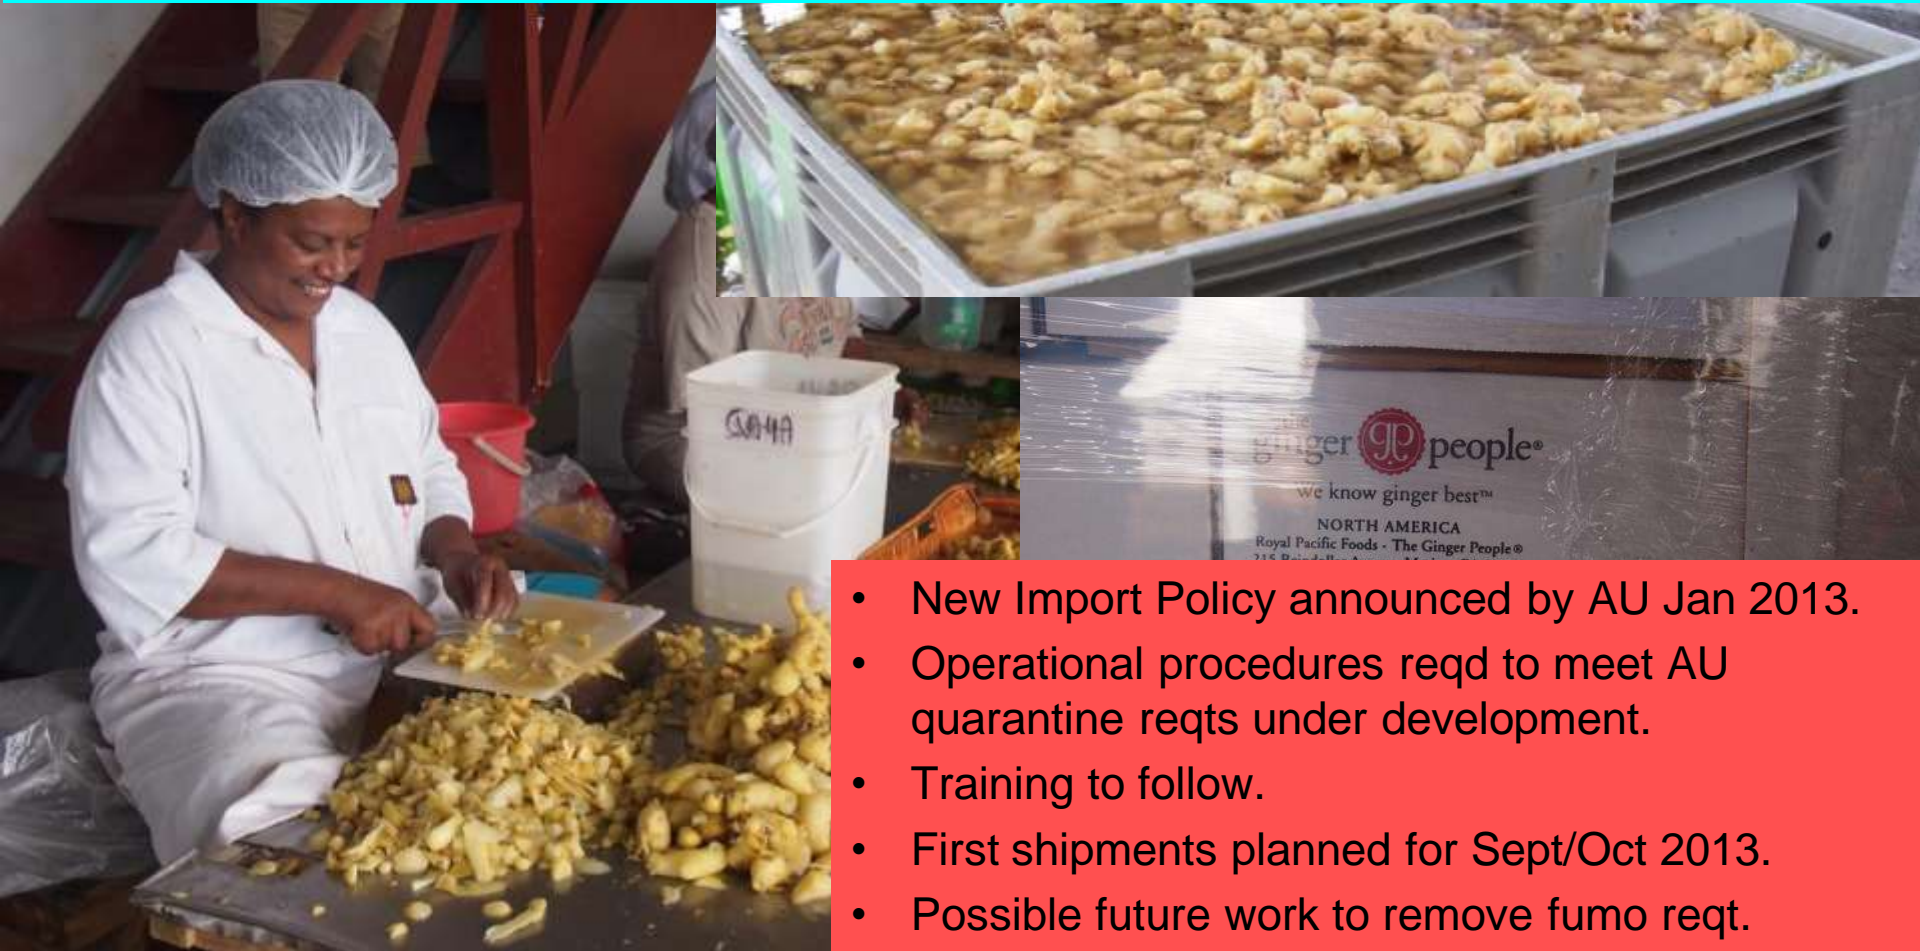 the
ginger gp people®
we know ginger best™
NORTH AMERICA
Royal Pacific Foods - The Ginger People®
• New Import Policy announced by AU Jan 2013.
• Operational procedures reqd to meet AU
quarantine reqts under development.
• Training to follow.
• First shipments planned for Sept/Oct 2013.
• Possible future work to remove fumo reqt.